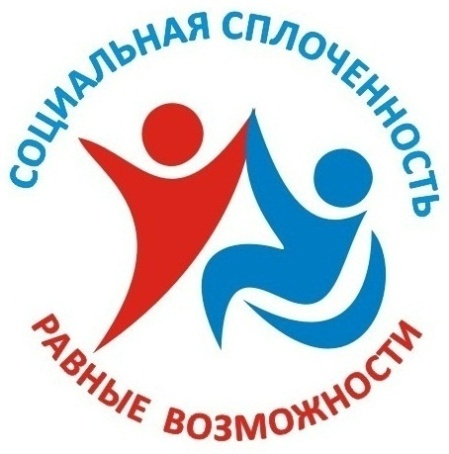 СОЦИАЛЬНАЯ СПЛОЧЕННОСТЬ
РАВНЫЕ ВОЗМОЖНОСТИ